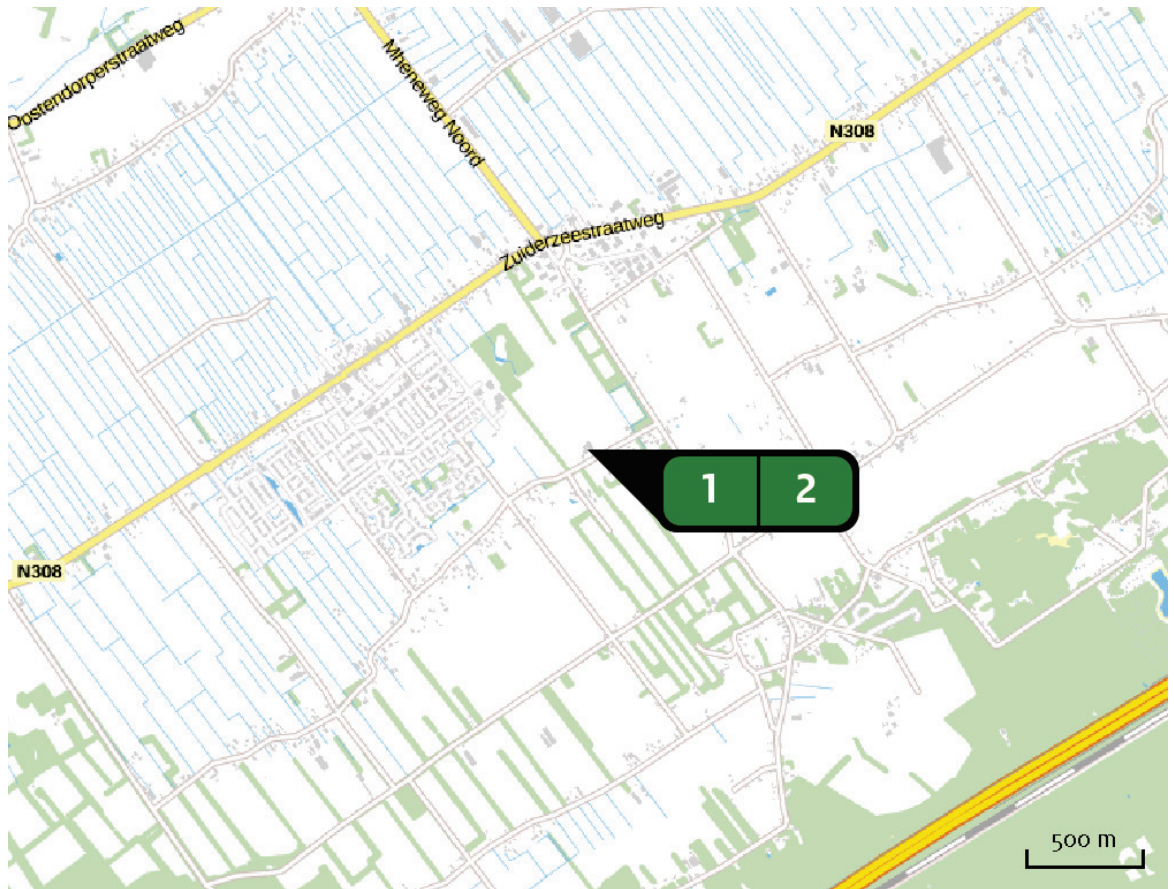 Oostendorperstraatweg
Mheneweg Noord
N308
Zuiderzeestraatweg
1 2
N308
500 m